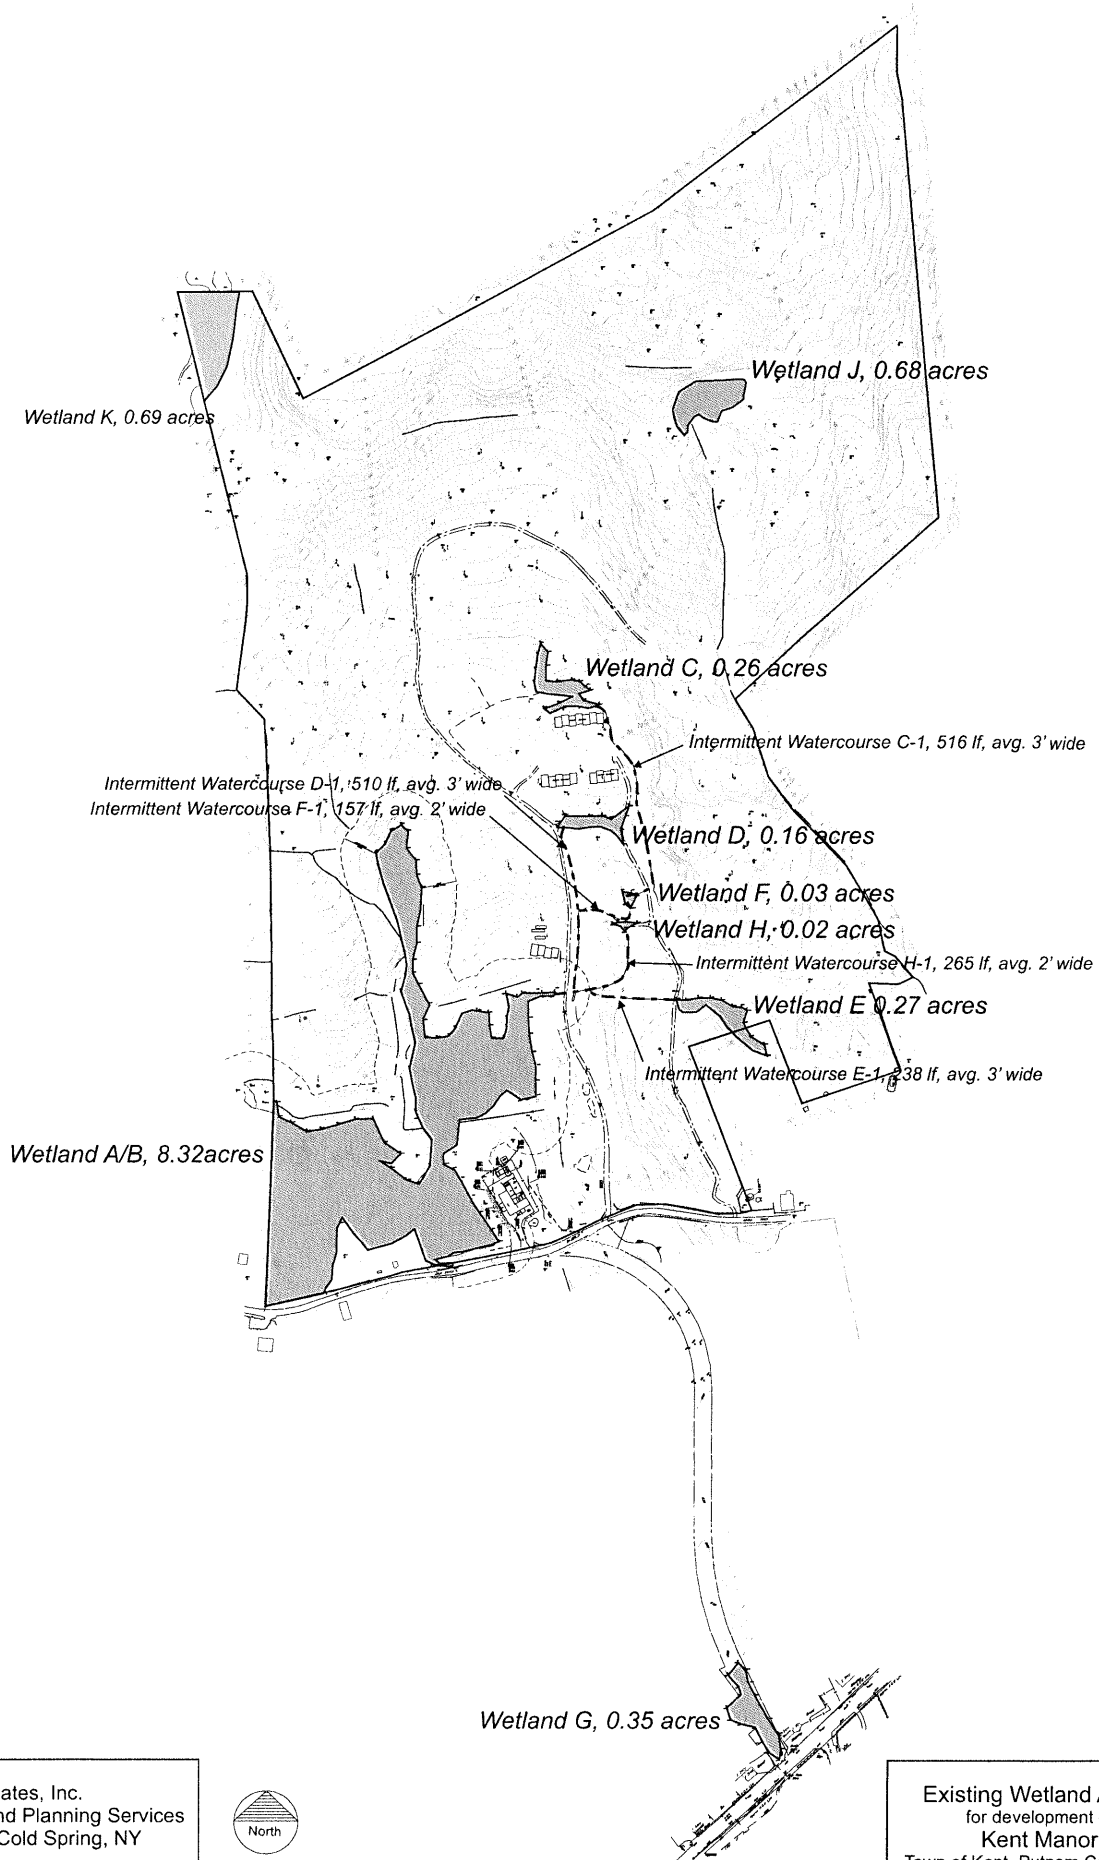 Wetland J, 0.68 acres
Wetland K, 0.69 acres
Wetland C, 0.26 acres
Intermittent Watercourse C-1, 516 lf, avg. 3' wide
Intermittent Watercourse D-1, 510 lf, avg. 3' wide
Intermittent Watercourse F-1, 157 lf, avg. 2' wide
Wetland D, 0.16 acres
Wetland F, 0.03 acres
Wetland H, 0.02 acres
Intermittent Watercourse H-1, 265 lf, avg. 2' wide
Wetland E 0.27 acres
Intermittent Watercourse E-1, 238 lf, avg. 3' wide
Wetland A/B, 8.32acres
Wetland G, 0.35 acres
ates, Inc.
nd Planning Services
Cold Spring, NY
North
Existing Wetland
for development
Kent Manor
Town of Kent, Putnam